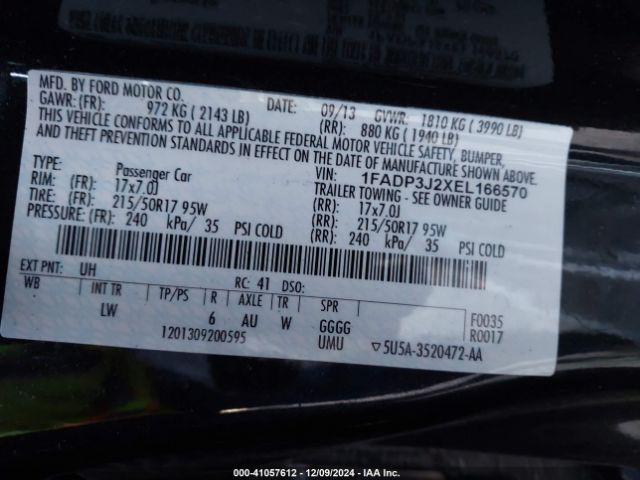 MFD. BY FORD MOTOR CO.
DATE: 09/13 GVWR: 1810 KG ( 3990 LB)
GAWR: (FR): 972 KG ( 2143 LB) (RR): 880 KG ( 1940 LB)
THIS VEHICLE CONFORMS TO ALL APPLICABLE FEDERAL MOTOR VEHICLE SAFETY, BUMPER,
AND THEFT PREVENTION STANDARDS IN EFFECT ON THE DATE OF MANUFACTURE SHOWN ABOVE.
VIN: 1FADP3J2XEL166570
TYPE: Passenger Car TRAILER TOWING - SEE OWNER GUIDE
RIM: (FR): 17x7.0J (RR): 17x7.0J
TIRE: (FR): 215/50R17 95W (RR): 215/50R17 95W
PRESSURE: (FR): 240 kPa/ 35 PSI COLD (RR): 240 kPa/ 35 PSI COLD
EXT PNT: UH RC: 41 DSO:
WB INT TR TP/PS R AXLE TR SPR
LW 6 AU W GGGG F0035
UMU R0017
1201309200595 ▽5U5A-3520472-AA
000-41057612 - 12/09/2024 - IAA Inc.